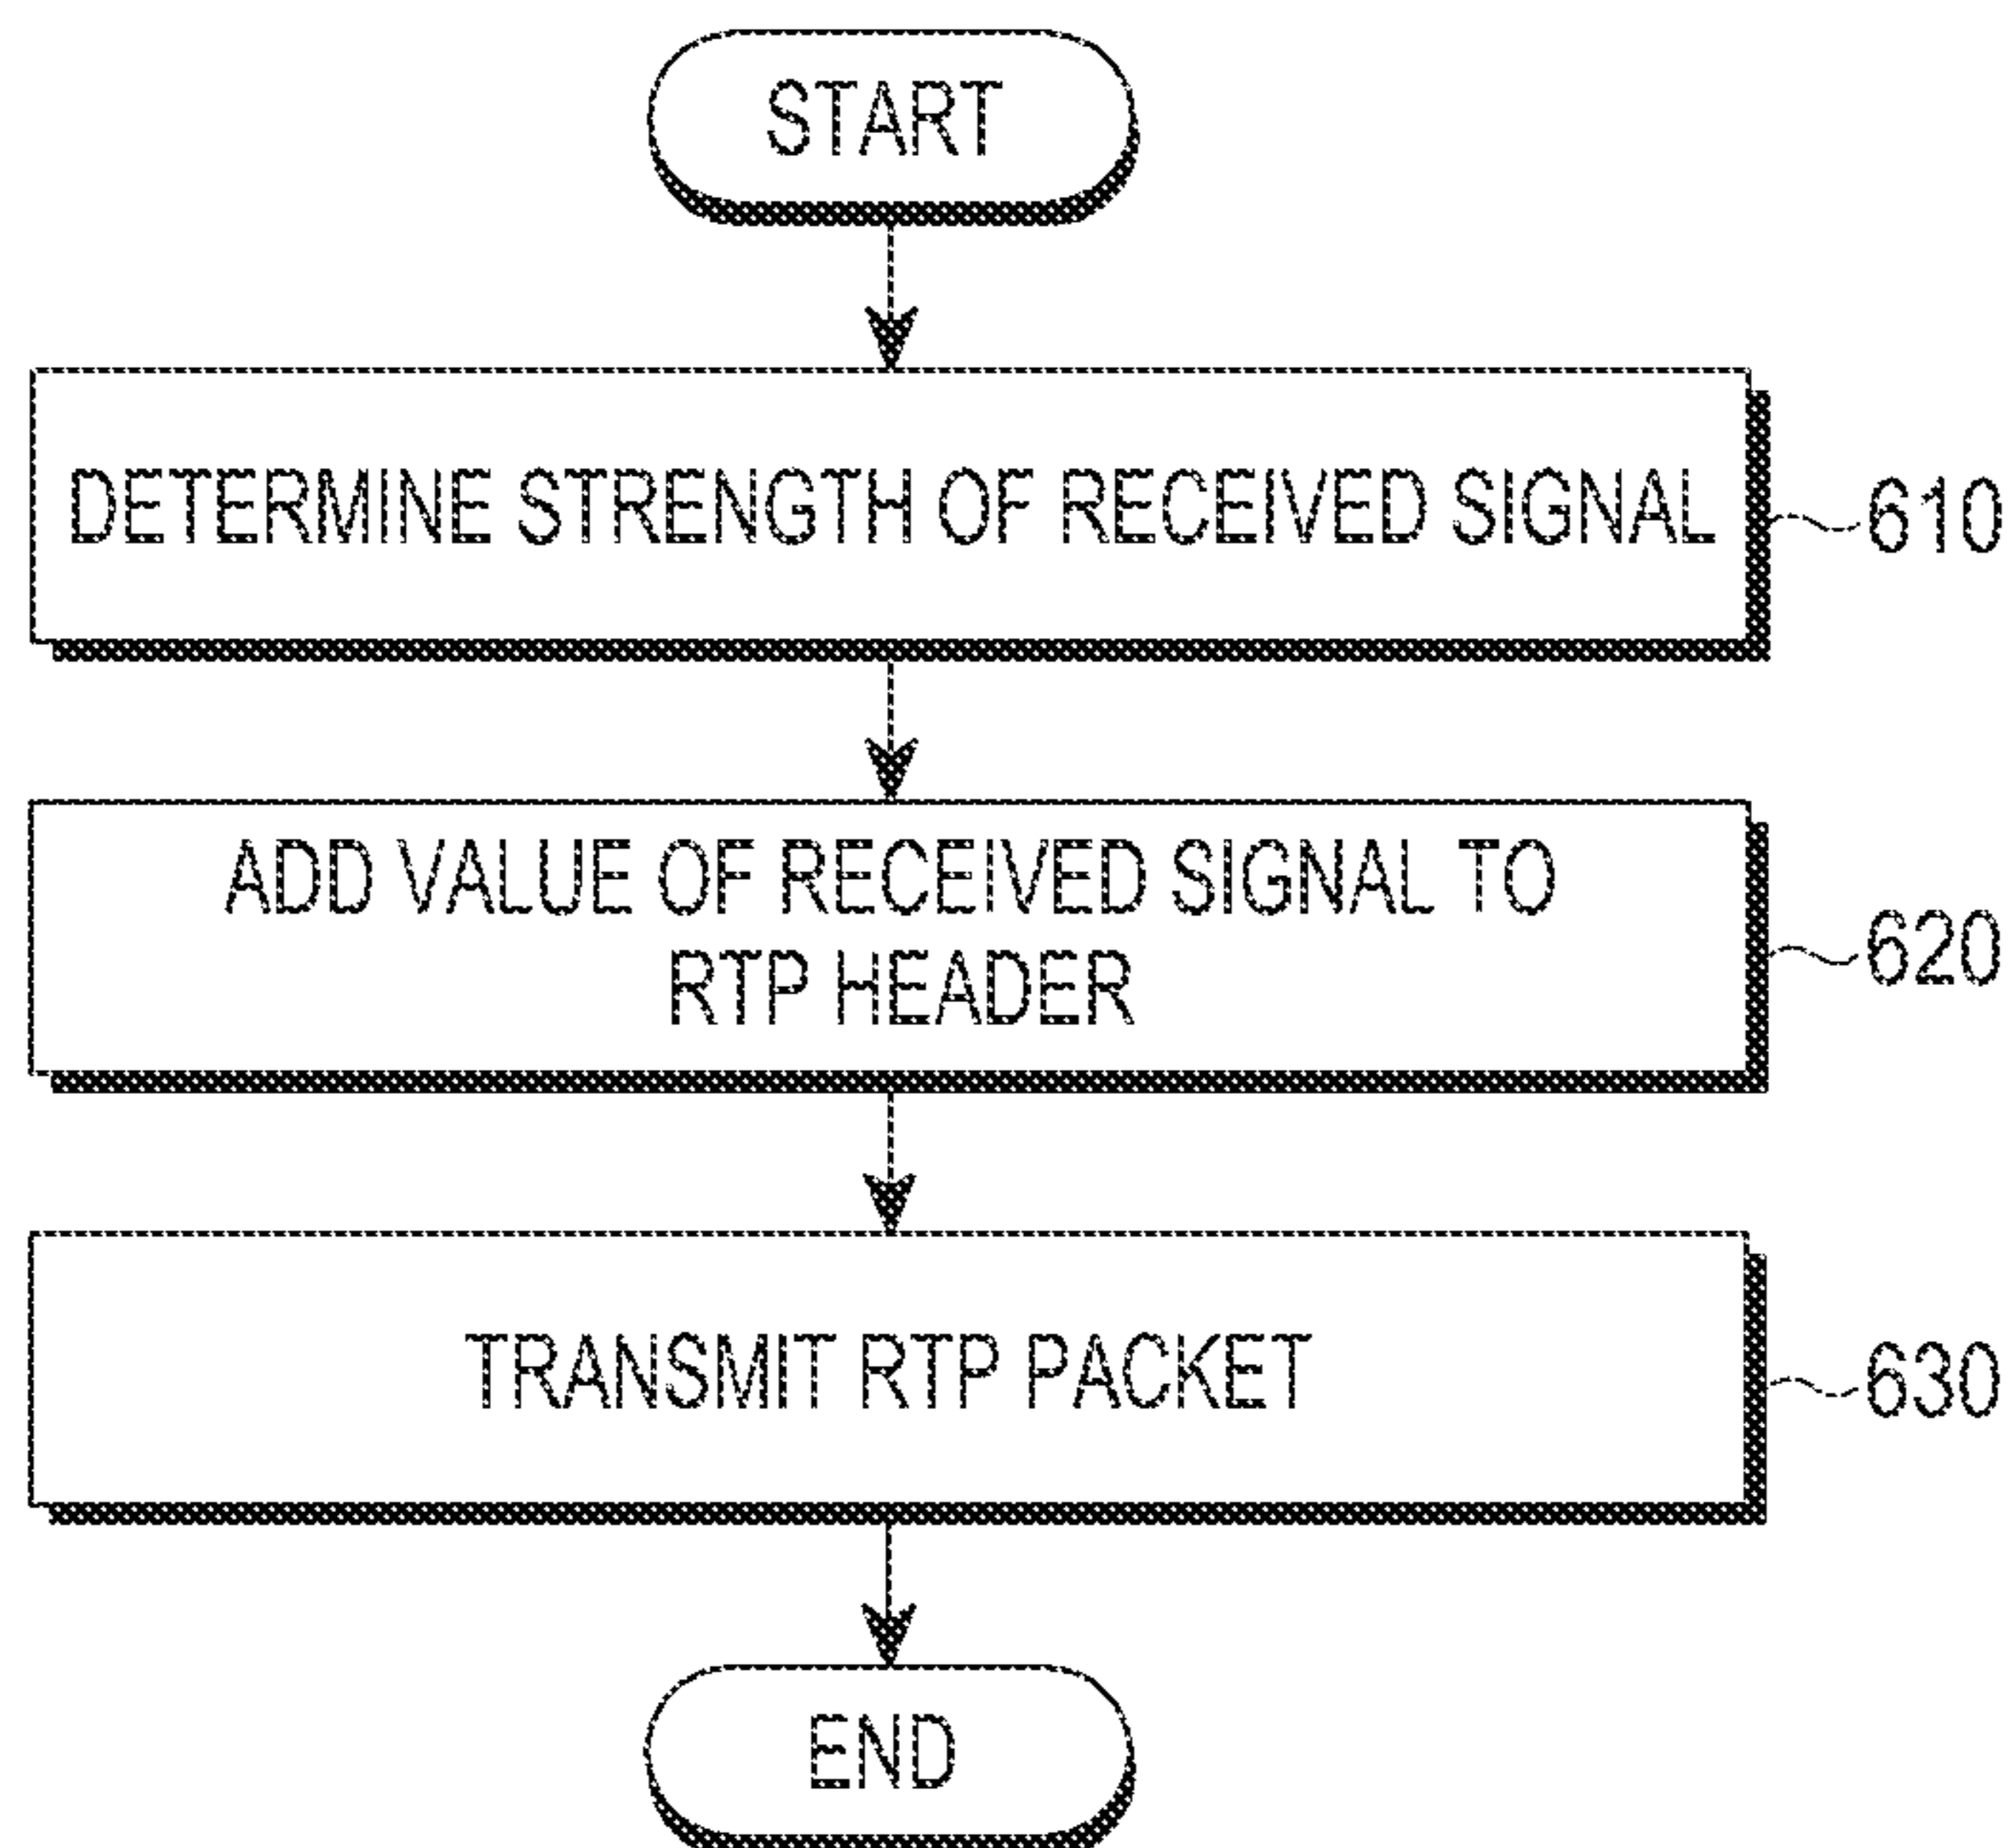 START
DETERMINE STRENGTH OF RECEIVED SIGNAL
610
ADD VALUE OF RECEIVED SIGNAL TO
RTP HEADER
620
TRANSMIT RTP PACKET
630
END